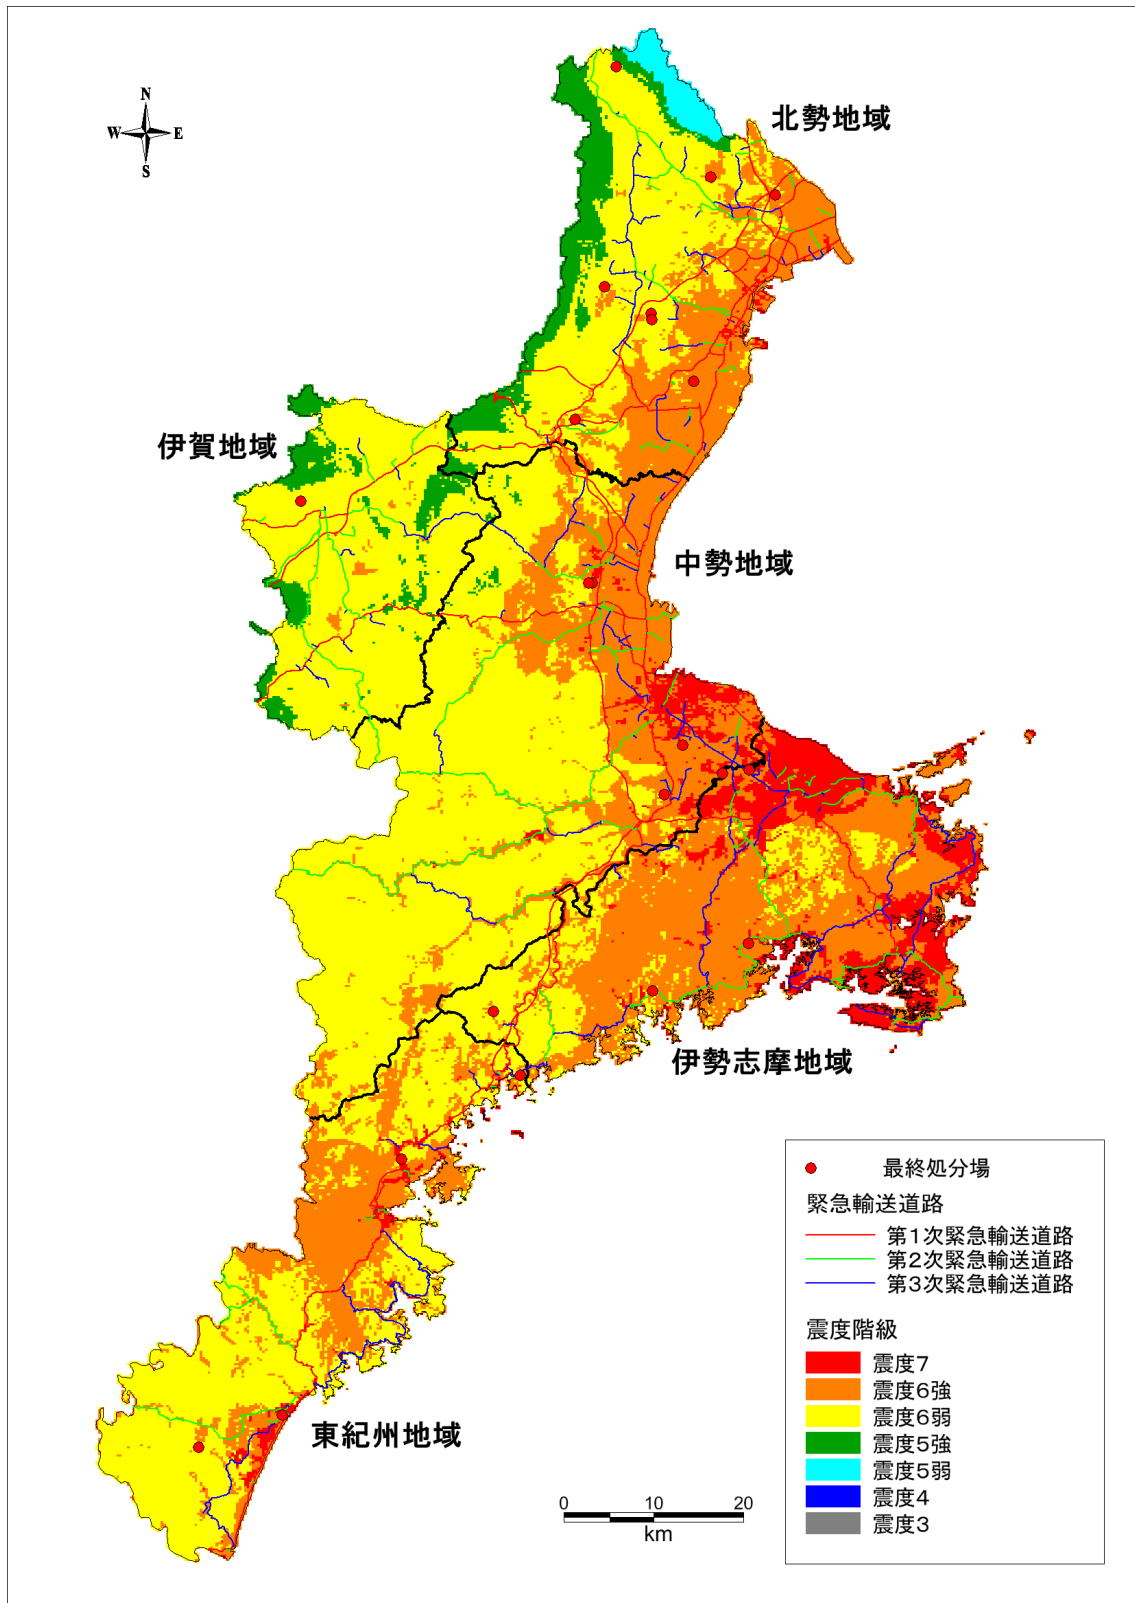 N
W E
S
北勢地域
伊賀地域
中勢地域
伊勢志摩地域
東紀州地域
最終処分場
緊急輸送道路
第1次緊急輸送道路
第2次緊急輸送道路
第3次緊急輸送道路
震度階級
震度7
震度6強
震度6弱
震度5強
震度5弱
震度4
震度3
0 10 20
km